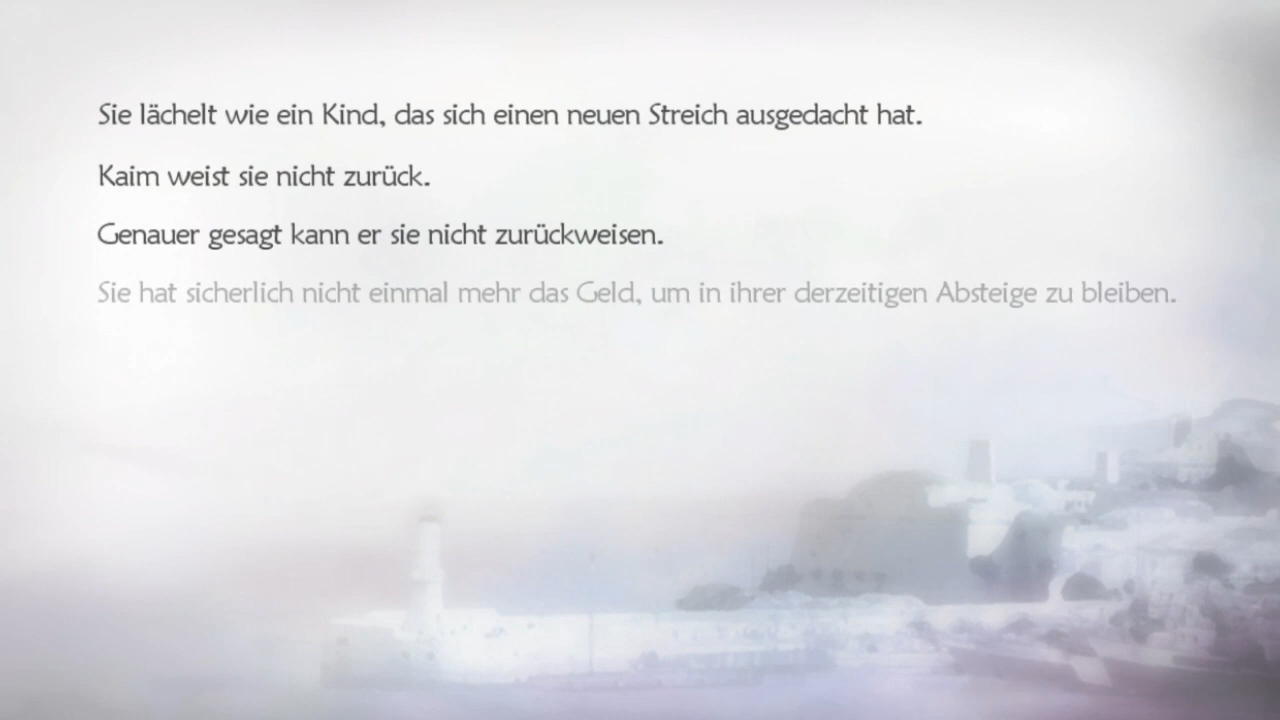 Sie lächelt wie ein Kind, das sich einen neuen Streich ausgedacht hat.
Kaim weist sie nicht zurück.
Genauer gesagt kann er sie nicht zurückweisen.
Sie hat sicherlich nicht einmal mehr das Geld, um in ihrer derzeitigen Absteige zu bleiben.